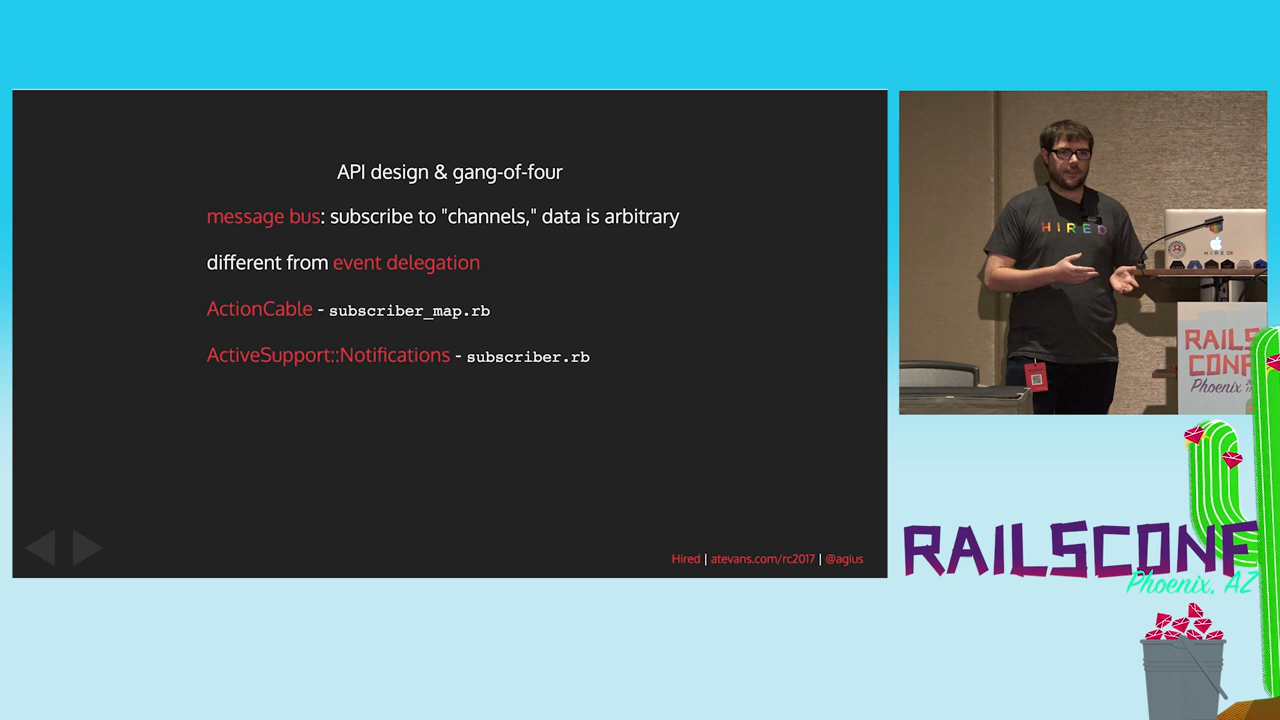 API design & gang-of-four
message bus: subscribe to "channels," data is arbitrary
different from event delegation
ActionCable - subscriber_map.rb
ActiveSupport::Notifications - subscriber.rb
Hired | atevans.com/rc2017 | @agius
HIRED
HIRED
RAILS
CONF
Phoenix
RAILSCONF
Phoenix, AZ